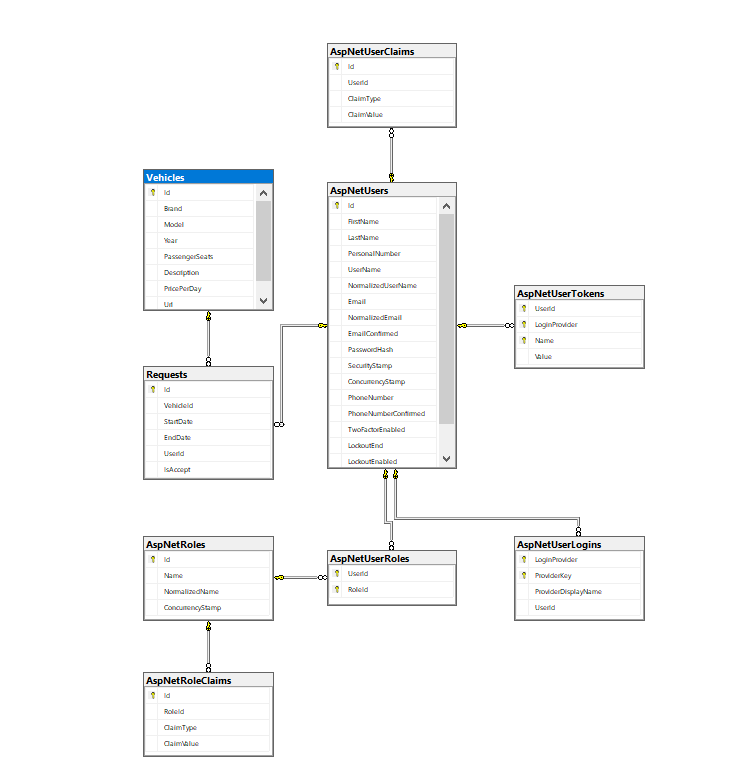 AspNetUserClaims
Id
UserId
ClaimType
ClaimValue
Vehicles
Id
Brand
Model
Year
PassengerSeats
Description
PricePerDay
Url
AspNetUsers
Id
FirstName
LastName
PersonalNumber
UserName
NormalizedUserName
Email
NormalizedEmail
EmailConfirmed
PasswordHash
SecurityStamp
ConcurrencyStamp
PhoneNumber
PhoneNumberConfirmed
TwoFactorEnabled
LockoutEnd
LockoutEnabled
AspNetUserTokens
UserId
LoginProvider
Name
Value
Requests
Id
VehicleId
StartDate
EndDate
UserId
IsAccept
AspNetRoles
Id
Name
NormalizedName
ConcurrencyStamp
AspNetUserRoles
UserId
RoleId
AspNetUserLogins
LoginProvider
ProviderKey
ProviderDisplayName
UserId
AspNetRoleClaims
Id
RoleId
ClaimType
ClaimValue